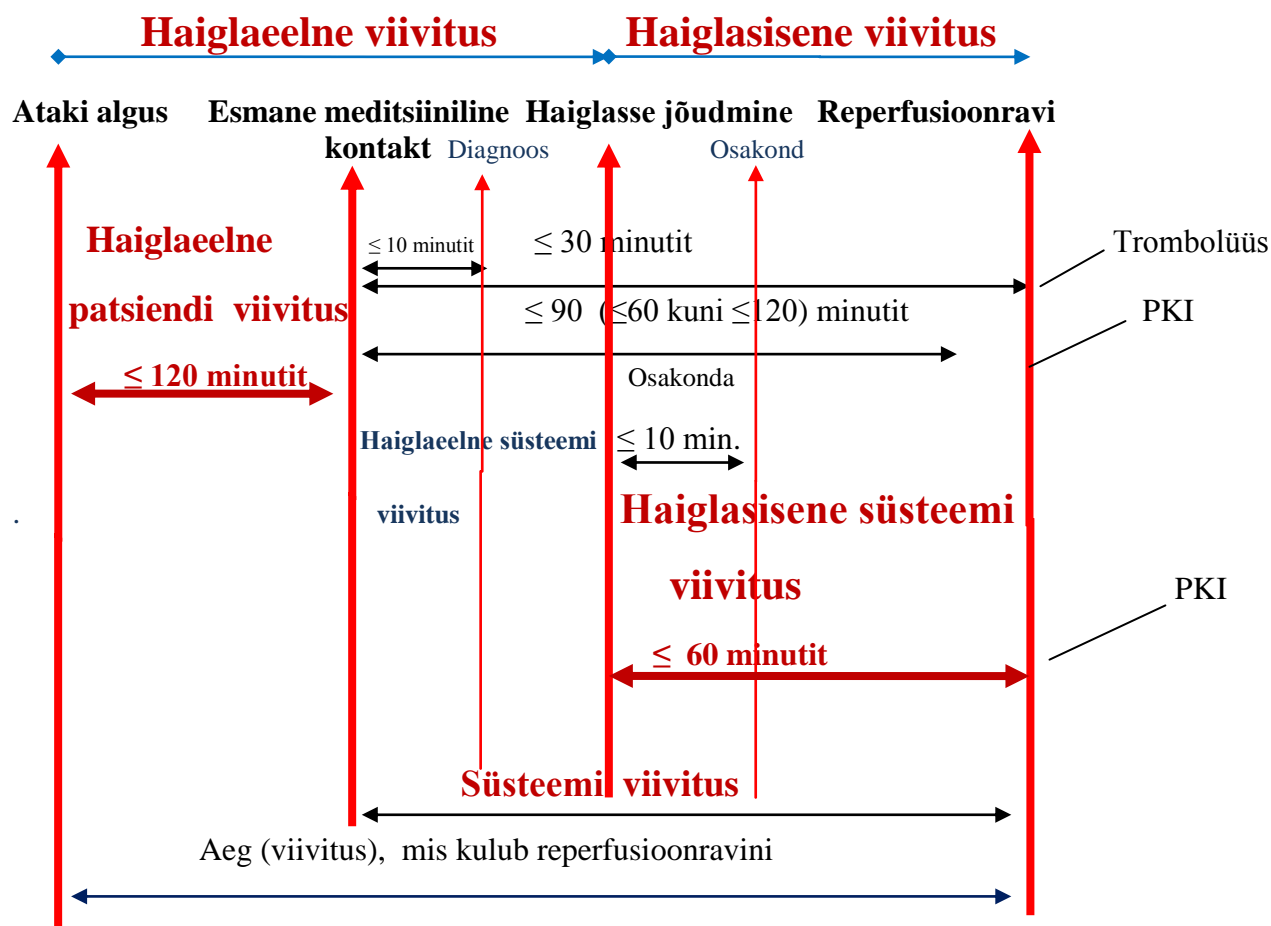 Haiglaeelne viivitus Haiglasisene viivitus
Ataki algus Esmane meditsiiniline Haiglasse jõudmine Reperfusioonravi
kontakt Diagnoos Osakond
Haiglaeelne ≤ 10 minutit ≤ 30 minutit Trombolüüs
patsiendi viivitus ≤ 90 (≤60 kuni ≤120) minutit PKI
≤ 120 minutit Osakonda
Haiglaeelne süsteemi ≤ 10 min.
. viivitus Haiglasisene süsteemi
viivitus PKI
≤ 60 minutit
Süsteemi viivitus
Aeg (viivitus), mis kulub reperfusioonravini